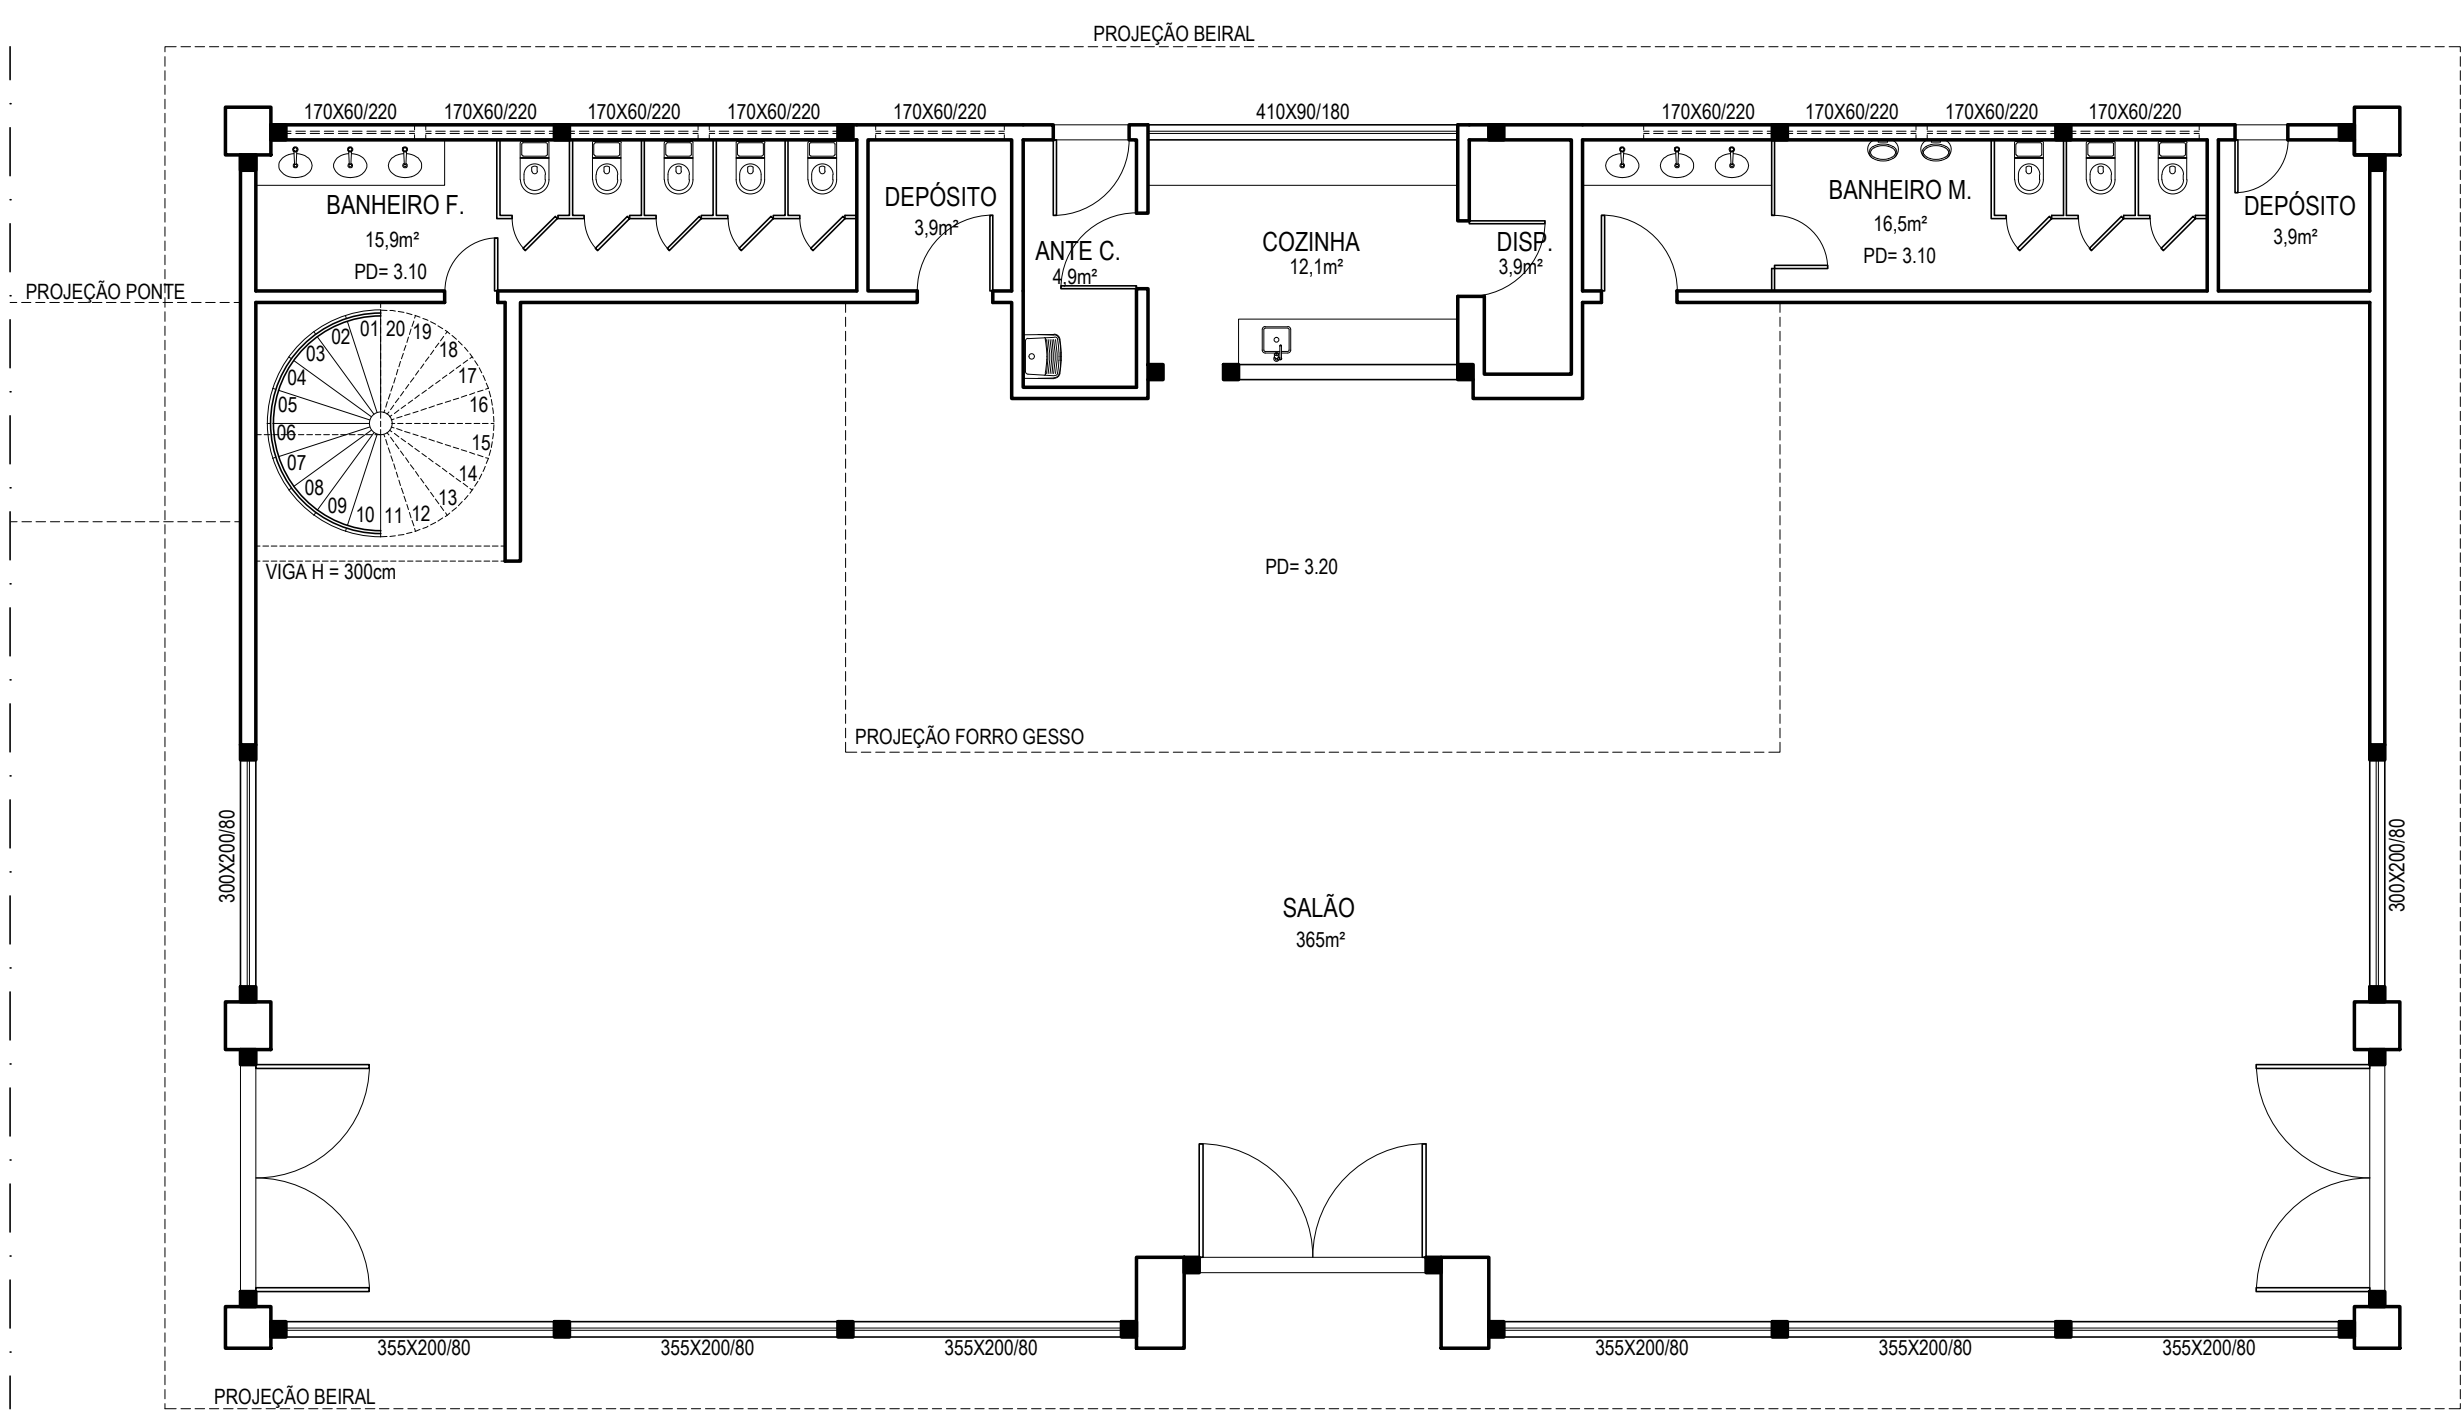 PROJEÇÃO BEIRAL
170X60/220 170X60/220 170X60/220 170X60/220 170X60/220 410X90/180 170X60/220 170X60/220 170X60/220 170X60/220
BANHEIRO F.
15,9m²
PD= 3.10
DEPÓSITO
3,9m²
ANTE C.
4,9m²
COZINHA
12,1m²
DISP.
3,9m²
BANHEIRO M.
16,5m²
PD= 3.10
DEPÓSITO
3,9m²
PROJEÇÃO PONTE
01
02
03
04
05
06
07
08
09
10
11
12
13
14
15
16
17
18
19
20
VIGA H = 300cm
PD= 3.20
PROJEÇÃO FORRO GESSO
300X200/80
SALÃO
365m²
300X200/80
355X200/80 355X200/80 355X200/80 355X200/80 355X200/80 355X200/80
PROJEÇÃO BEIRAL